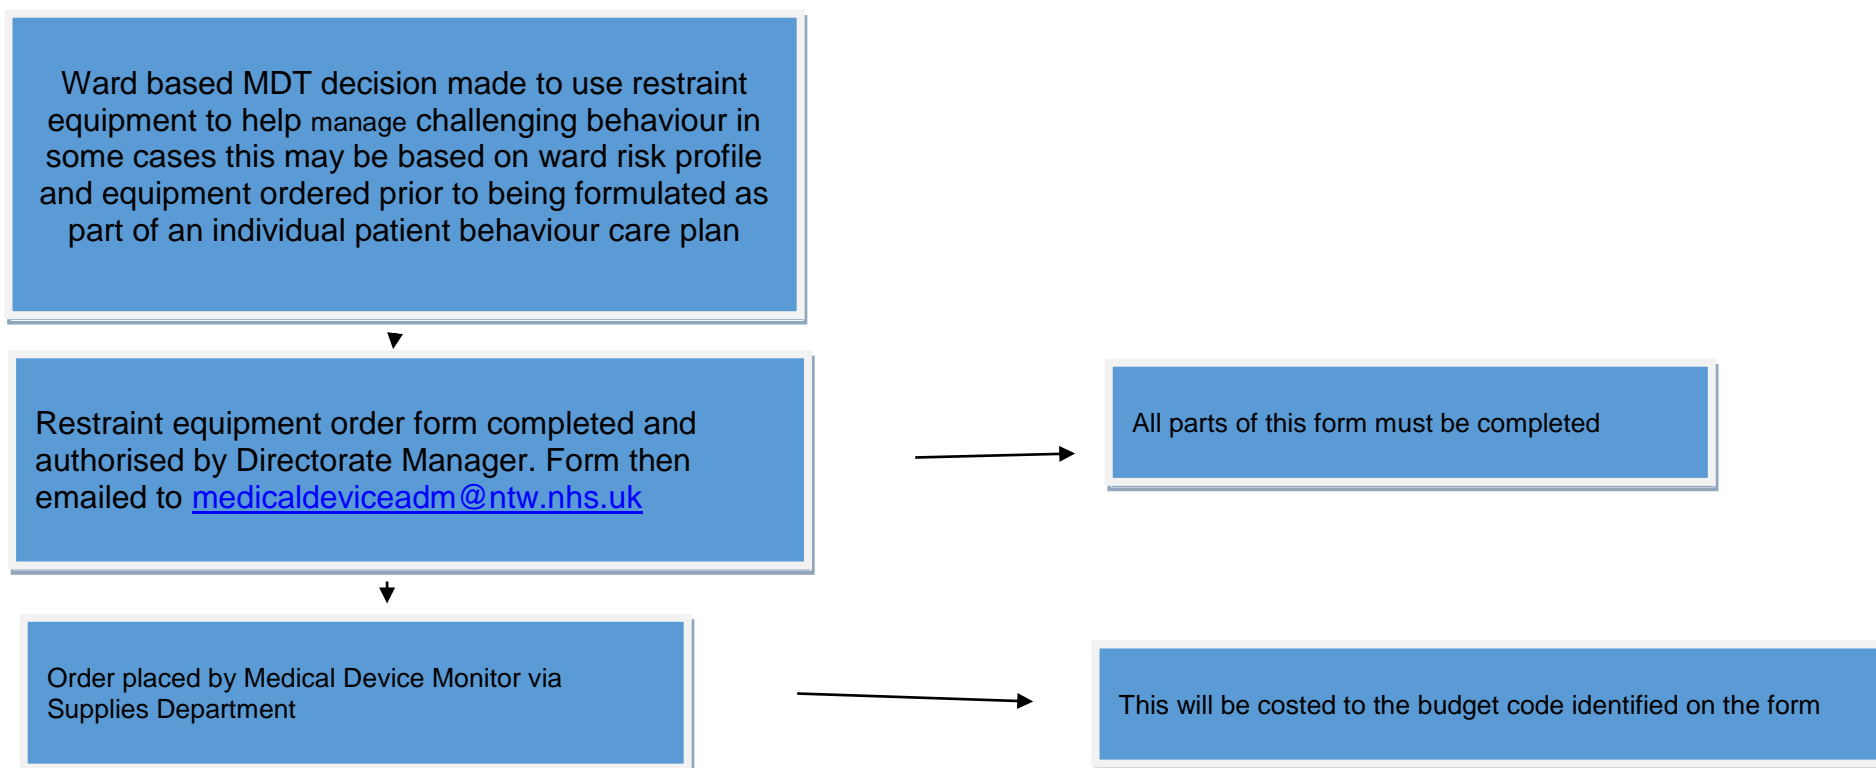 Ward based MDT decision made to use restraint
equipment to help manage challenging behaviour in
some cases this may be based on ward risk profile
and equipment ordered prior to being formulated as
part of an individual patient behaviour care plan
Restraint equipment order form completed and
authorised by Directorate Manager. Form then
emailed to medicaldeviceadm@ntw.nhs.uk
All parts of this form must be completed
Order placed by Medical Device Monitor via
Supplies Department
This will be costed to the budget code identified on the form